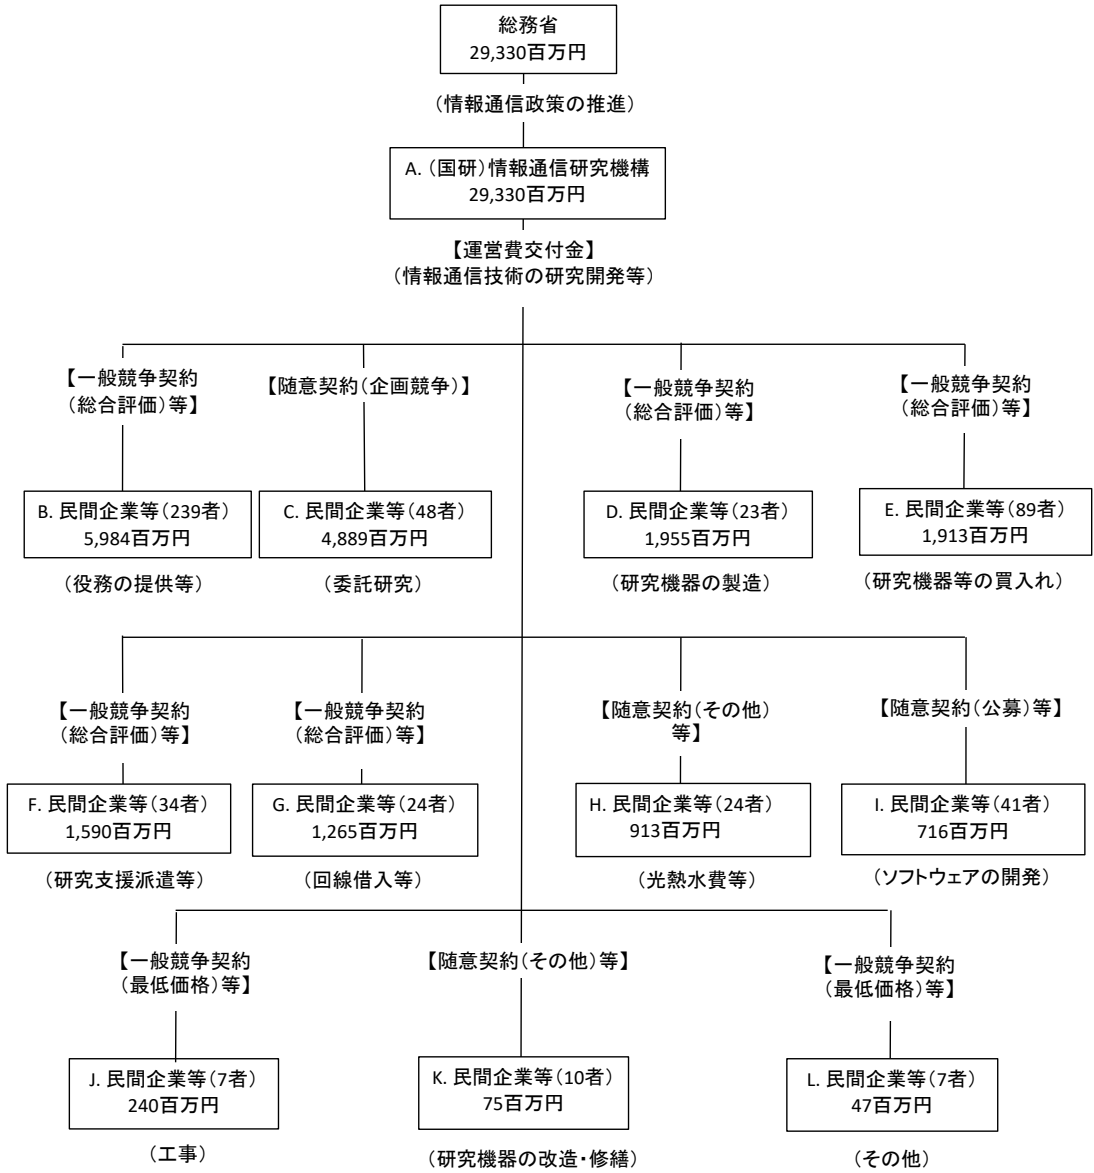 総務省
29,330百万円
（情報通信政策の推進）
A.（国研）情報通信研究機構
29,330百万円
【運営費交付金】
（情報通信技術の研究開発等）
【一般競争契約
（総合評価）等】
【随意契約（企画競争）】
【一般競争契約
（総合評価）等】
【一般競争契約
（総合評価）等】
B. 民間企業等（239者）
5,984百万円
（役務の提供等）
C. 民間企業等（48者）
4,889百万円
（委託研究）
D. 民間企業等（23者）
1,955百万円
（研究機器の製造）
E. 民間企業等（89者）
1,913百万円
（研究機器等の買入れ）
【一般競争契約
（総合評価）等】
【一般競争契約
（総合評価）等】
【随意契約（その他）
等】
【随意契約（公募）等】
F. 民間企業等（34者）
1,590百万円
（研究支援派遣等）
G. 民間企業等（24者）
1,265百万円
（回線借入等）
H. 民間企業等（24者）
913百万円
（光熱水費等）
I. 民間企業等（41者）
716百万円
（ソフトウェアの開発）
【一般競争契約
（最低価格）等】
【随意契約（その他）等】
【一般競争契約
（最低価格）等】
J. 民間企業等（7者）
240百万円
（工事）
K. 民間企業等（10者）
75百万円
（研究機器の改造・修繕）
L. 民間企業等（7者）
47百万円
（その他）